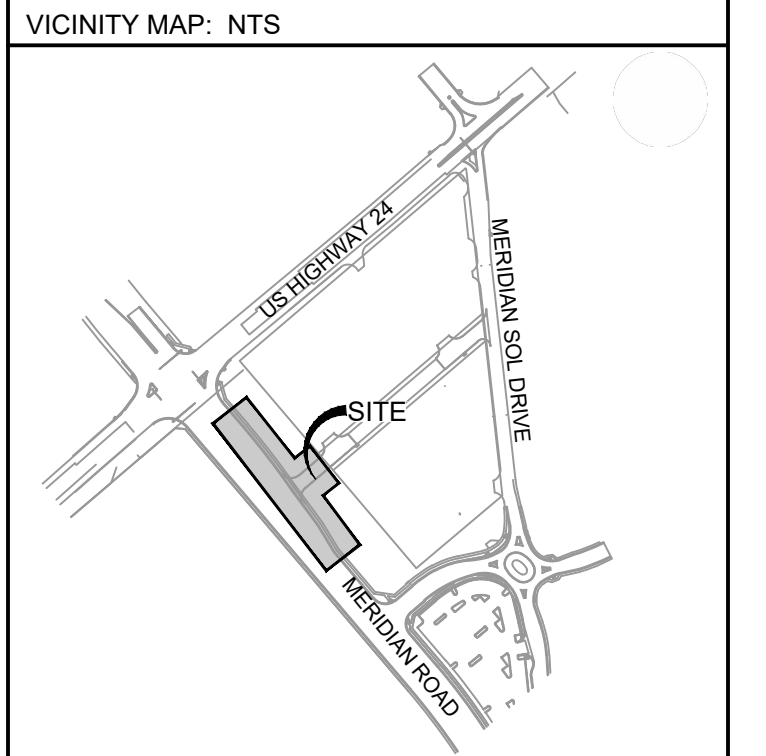 VICINITY MAP: NTS
US HIGHWAY 24
MERIDIAN SOL DRIVE
SITE
MERIDIAN ROAD